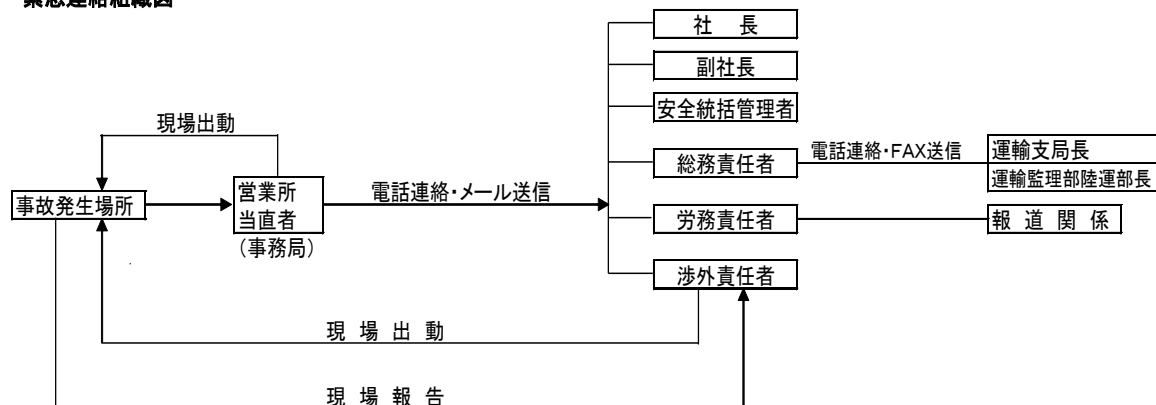 緊急連絡組織図
社 長
副社長
安全統括管理者
現場出動
総務責任者
電話連絡・FAX送信
運輸支局長
運輸監理部陸運部長
事故発生場所
営業所
当直者
(事務局)
電話連絡・メール送信
労務責任者
報 道 関 係
渉外責任者
現 場 出 動
現 場 報 告